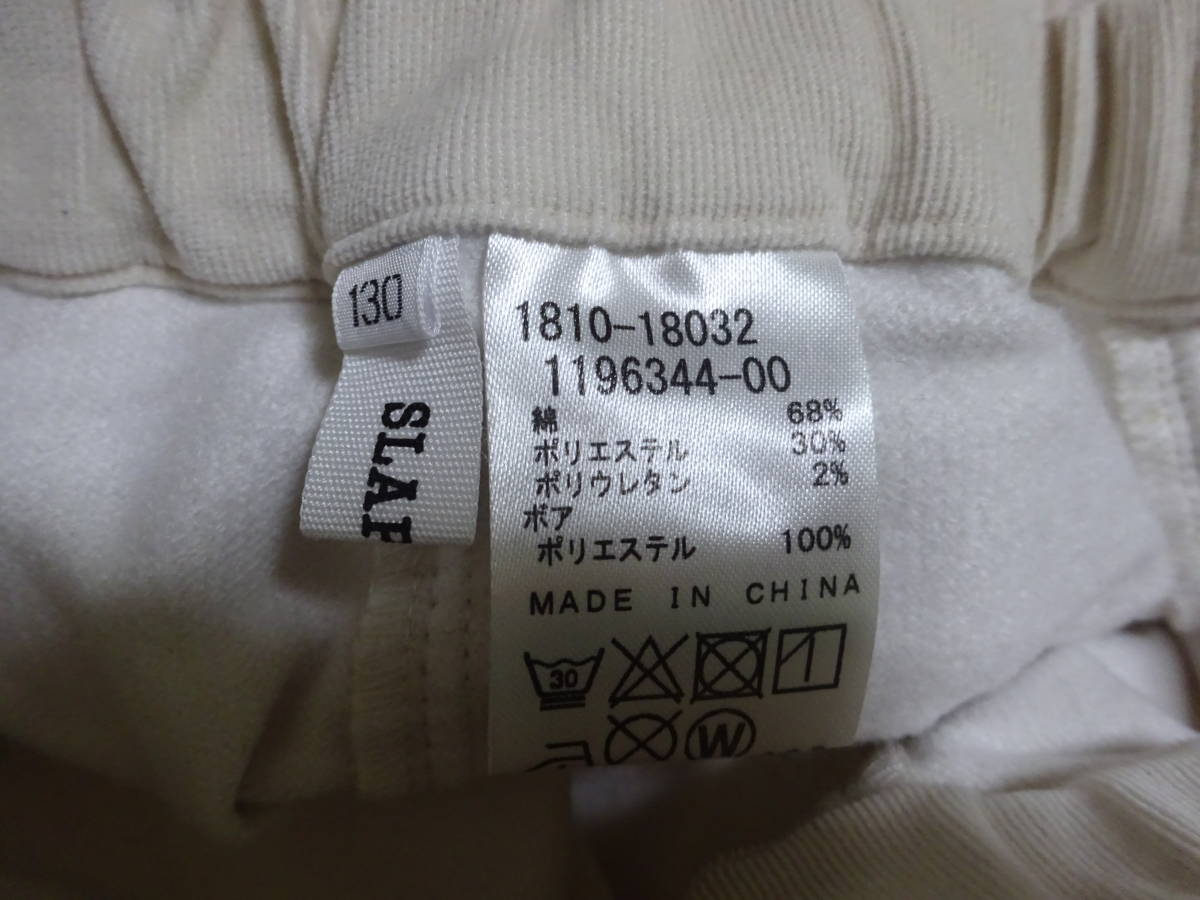 130
SLAP
1810-18032
1196344-00
綿 68%
ポリエステル 30%
ポリウレタン 2%
ボア
ポリエステル 100%
MADE IN CHINA
30
W